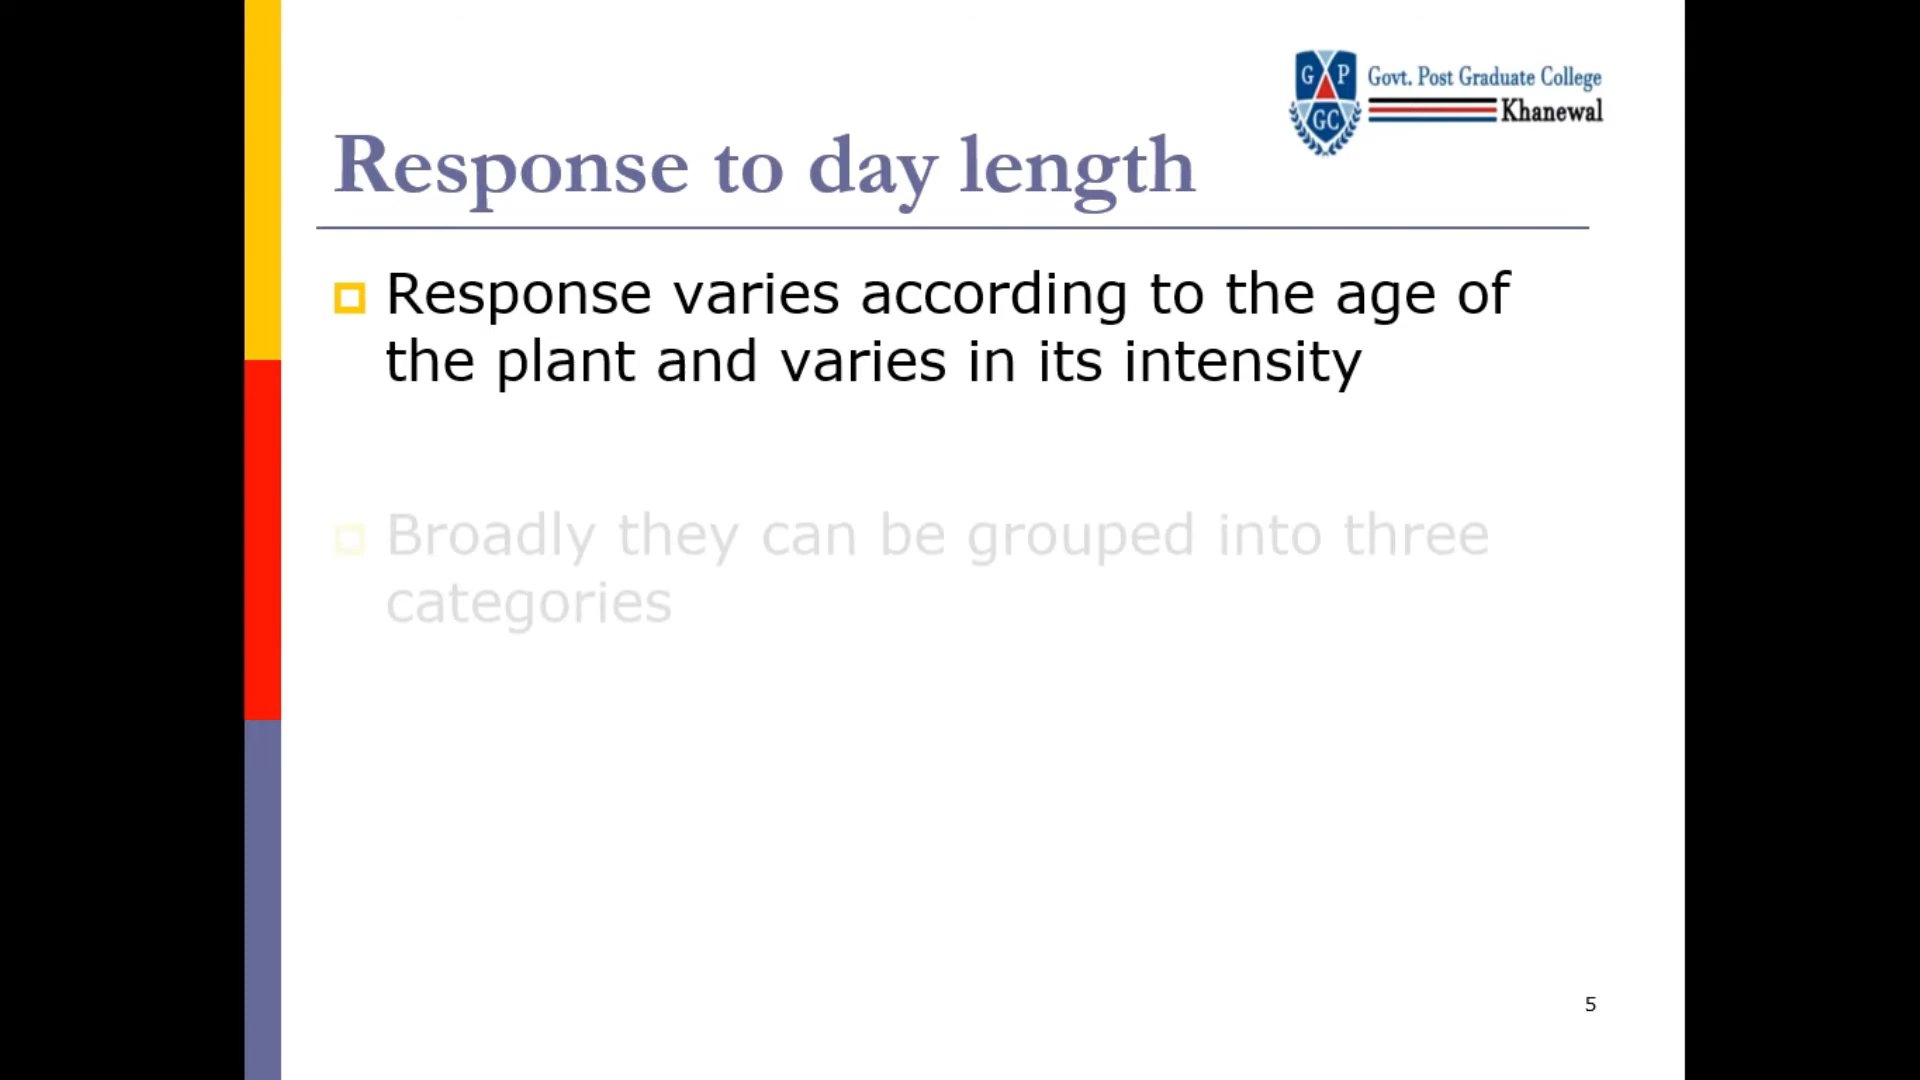 G P
GC
Govt. Post Graduate College
Khanewal
Response to day length
Response varies according to the age of
the plant and varies in its intensity
Broadly they can be grouped into three
categories
5